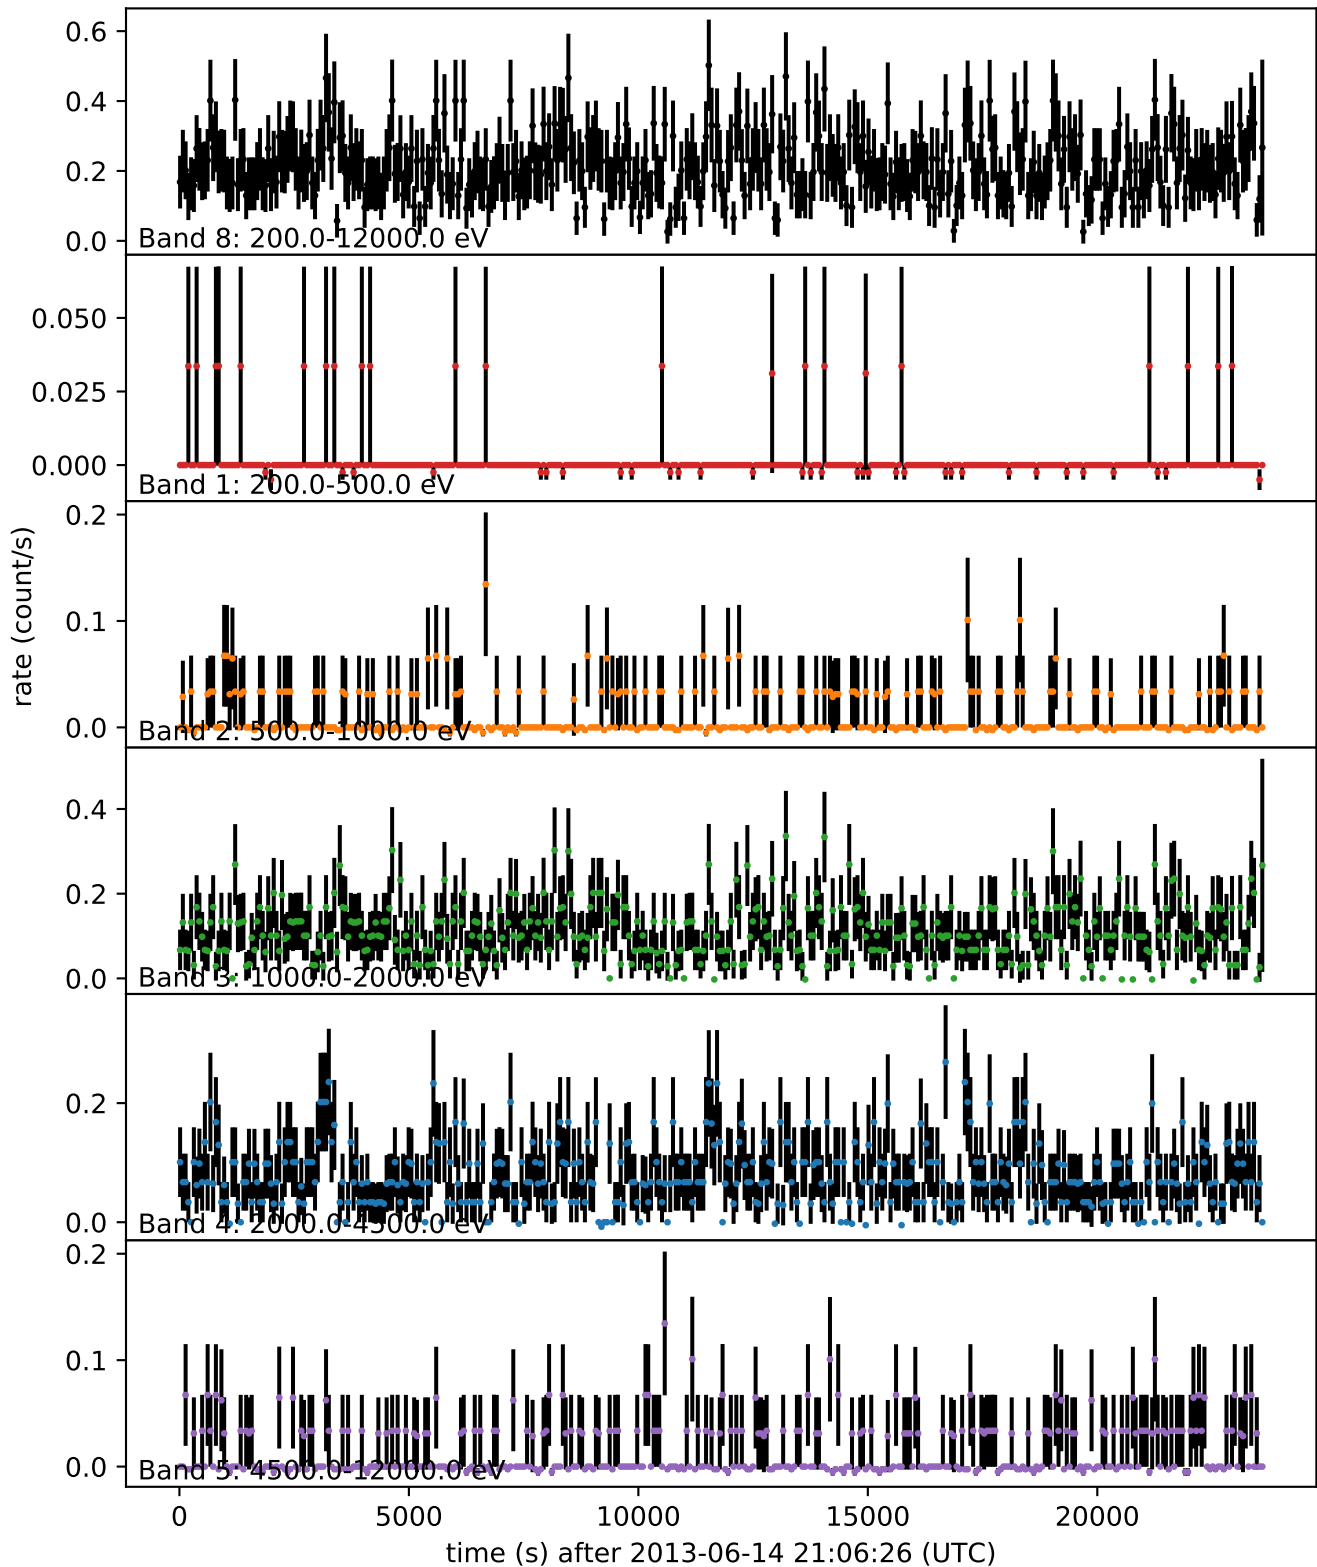 0.6
0.4
0.2
0.0
Band 8: 200.0-12000.0 eV
0.050
0.025
0.000
Band 1: 200.0-500.0 eV
0.2
0.1
0.0
Band 2: 500.0-1000.0 eV
rate (count/s)
0.4
0.2
0.0
Band 3: 1000.0-2000.0 eV
0.2
0.0
Band 4: 2000.0-4500.0 eV
0.2
0.1
0.0
Band 5: 4500.0-12000.0 eV
0 5000 10000 15000 20000
time (s) after 2013-06-14 21:06:26 (UTC)